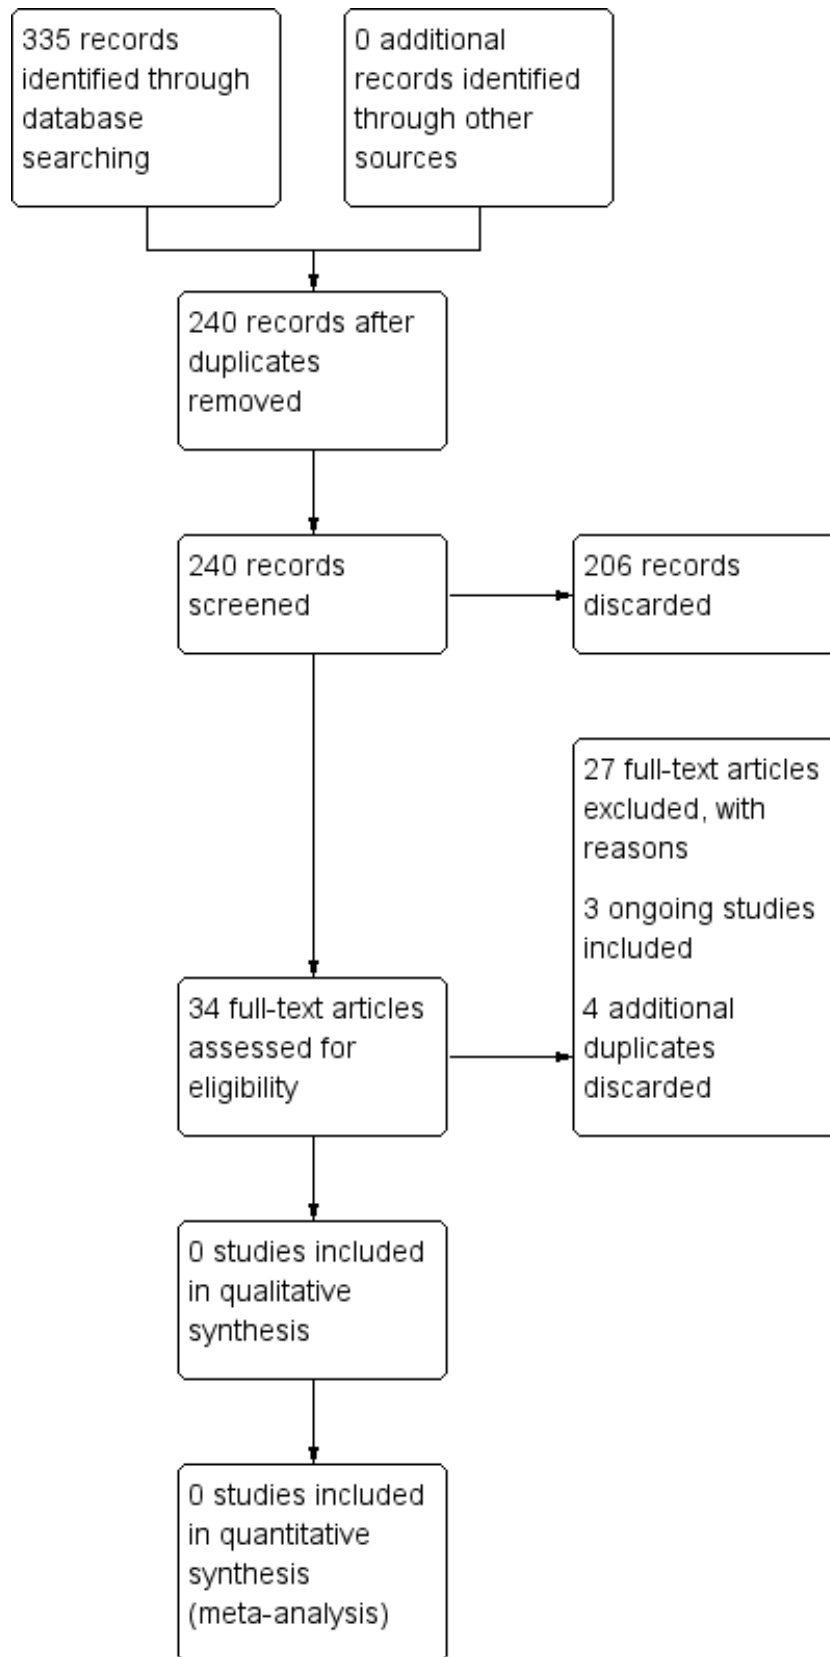 335 records
identified through
database
searching
0 additional
records identified
through other
sources
240 records after
duplicates
removed
240 records
screened
206 records
discarded
27 full-text articles
excluded, with
reasons
3 ongoing studies
included
4 additional
duplicates
discarded
34 full-text articles
assessed for
eligibility
0 studies included
in qualitative
synthesis
0 studies included
in quantitative
synthesis
(meta-analysis)